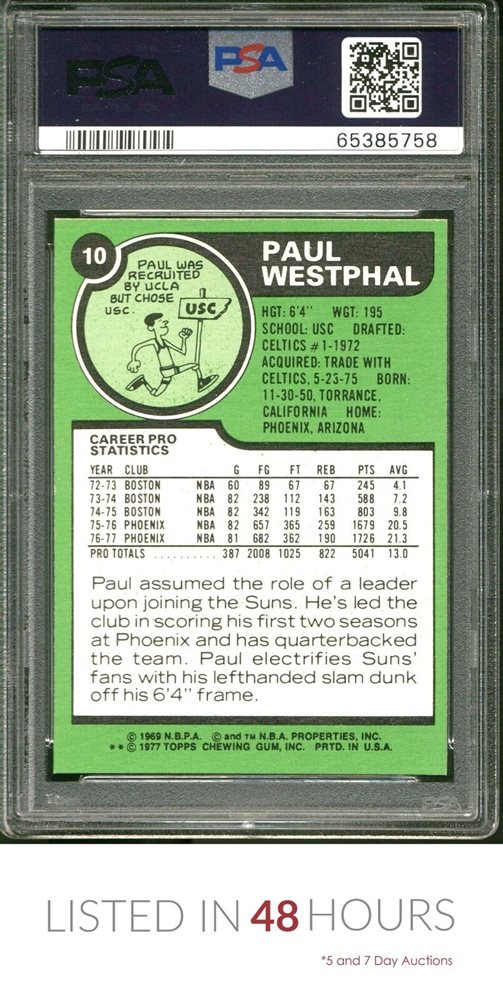 PSA
PSA
65385758
10
PAUL WAS
RECRUITED
BY UCLA
BUT CHOSE
USC.
USC
PAUL
WESTPHAL
HGT: 6'4" WGT: 195
SCHOOL: USC DRAFTED:
CELTICS #1-1972
ACQUIRED: TRADE WITH
CELTICS, 5-23-75 BORN:
11-30-50, TORRANCE,
CALIFORNIA HOME:
PHOENIX, ARIZONA
CAREER PRO
STATISTICS
YEAR CLUB G FG FT REB PTS AVG
72-73 BOSTON NBA 60 89 67 67 245 4.1
73-74 BOSTON NBA 82 238 112 143 588 7.2
74-75 BOSTON NBA 82 342 119 163 803 9.8
75-76 PHOENIX NBA 82 657 365 259 1679 20.5
76-77 PHOENIX NBA 81 682 362 190 1726 21.3
PRO TOTALS .......... 387 2008 1025 822 5041 13.0
Paul assumed the role of a leader
upon joining the Suns. He's led the
club in scoring his first two seasons
at Phoenix and has quarterbacked
the team. Paul electrifies Suns'
fans with his lefthanded slam dunk
off his 6'4" frame.
© 1969 N.B.P.A. © and TM N.B.A. PROPERTIES, INC.
** © 1977 TOPPS CHEWING GUM, INC. PRTD. IN U.S.A.
PSA
LISTED IN 48 HOURS
*5 and 7 Day Auctions